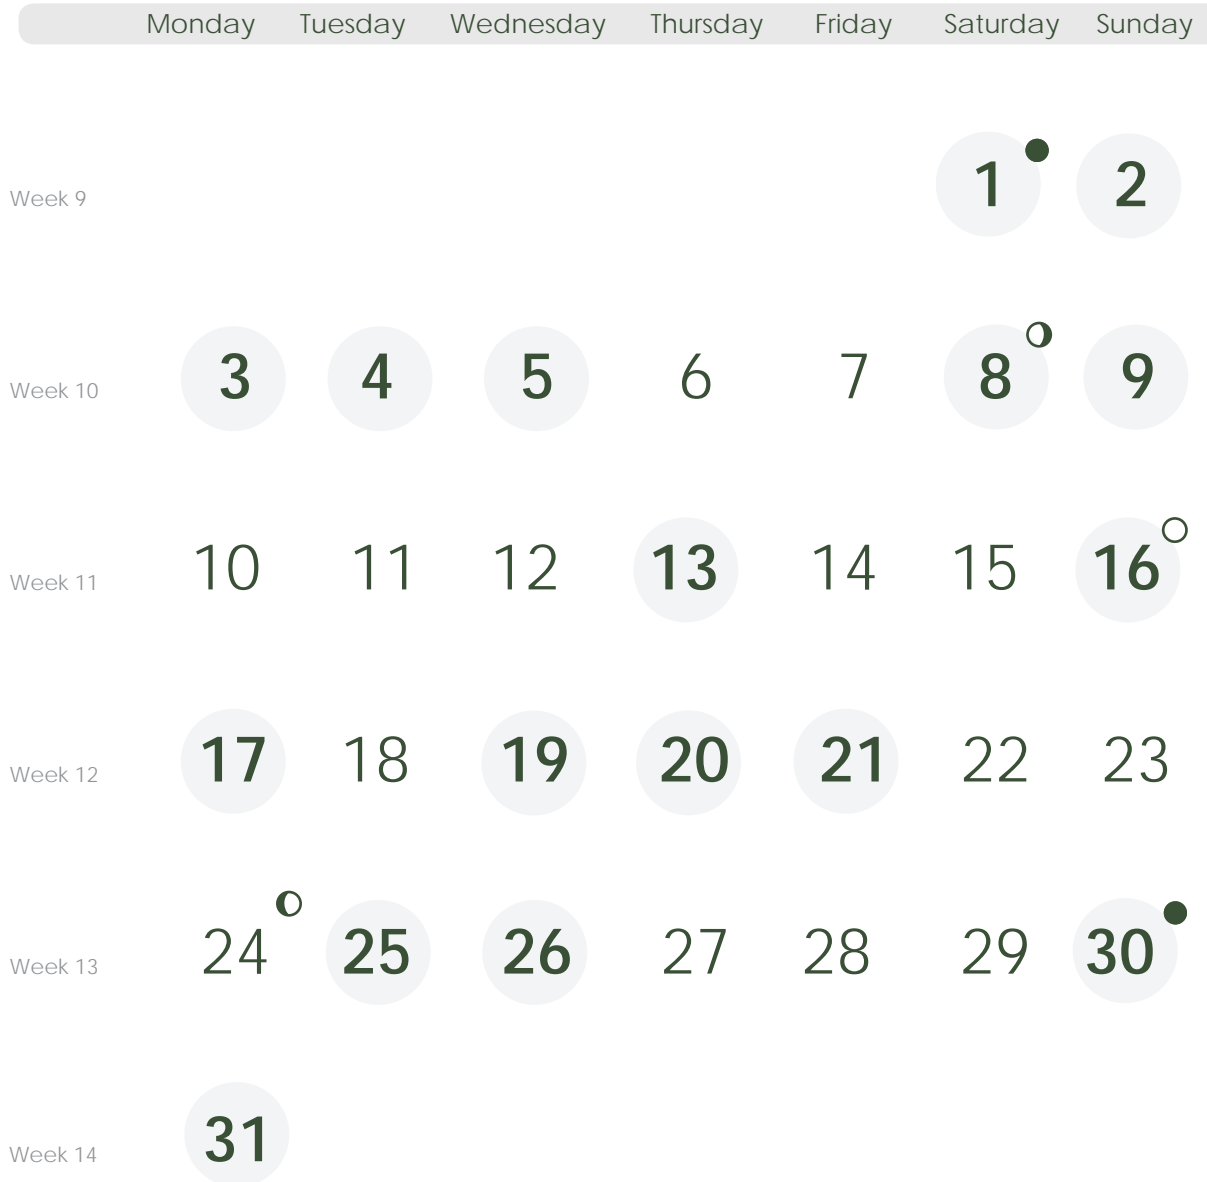 Monday Tuesday Wednesday Thursday Friday Saturday Sunday
Week 9 1 2
Week 10 3 4 5 6 7 8 9
Week 11 10 11 12 13 14 15 16
Week 12 17 18 19 20 21 22 23
Week 13 24 25 26 27 28 29 30
Week 14 31